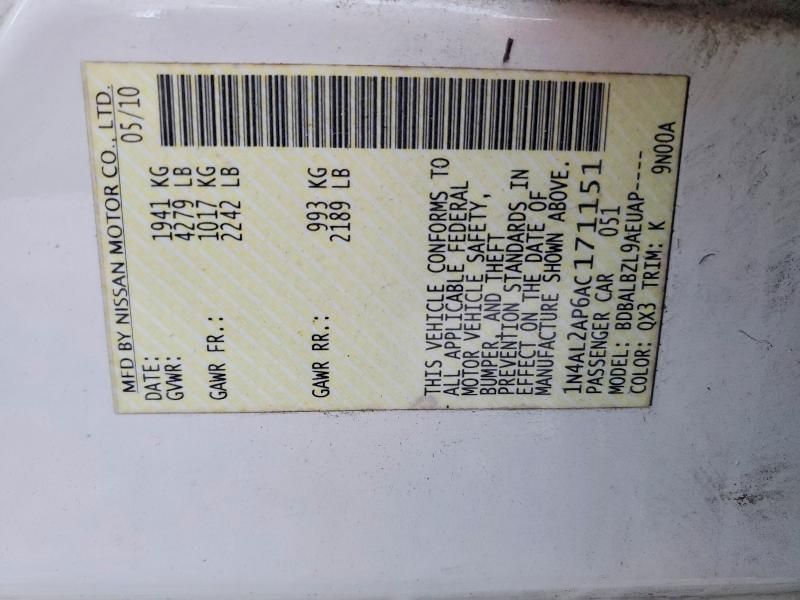 MFD BY NISSAN MOTOR CO., LTD.
DATE: 05/10
GVWR: 1941 KG
4279 LB
GAWR FR.: 1017 KG
2242 LB
GAWR RR.: 993 KG
2189 LB
THIS VEHICLE CONFORMS TO
ALL APPLICABLE FEDERAL
MOTOR VEHICLE SAFETY,
BUMPER, AND THEFT
PREVENTION STANDARDS IN
EFFECT ON THE DATE OF
MANUFACTURE SHOWN ABOVE.
1N4AL2AP6AC171151
PASSENGER CAR 051
MODEL: BDBALBZL9AEUAP----
COLOR: QX3 TRIM: K 9N00A